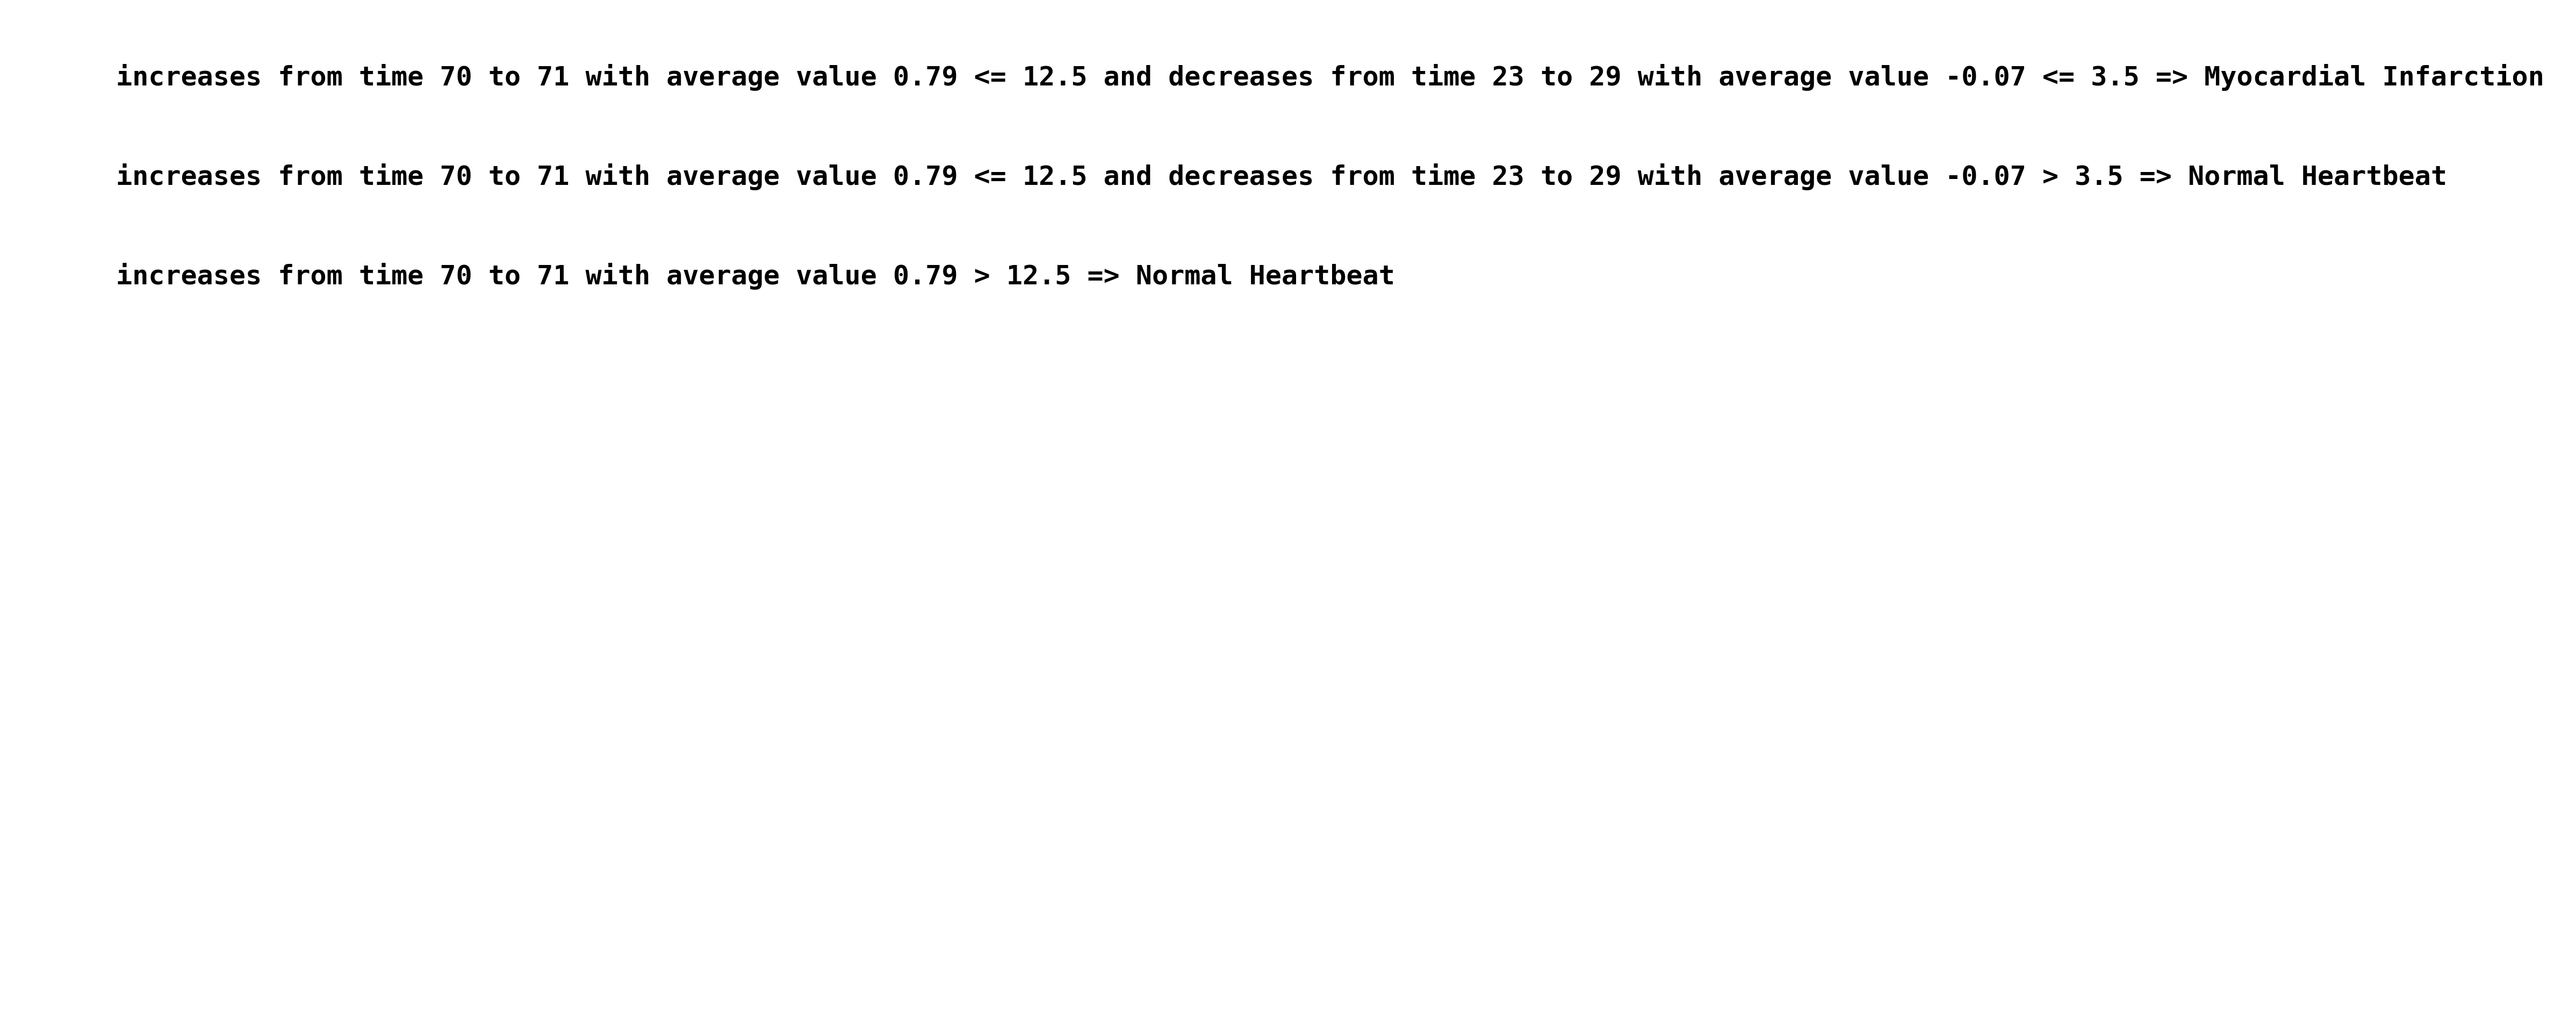 increases from time 70 to 71 with average value 0.79 <= 12.5 and decreases from time 23 to 29 with average value -0.07 <= 3.5 => Myocardial Infarction
increases from time 70 to 71 with average value 0.79 <= 12.5 and decreases from time 23 to 29 with average value -0.07 > 3.5 => Normal Heartbeat
increases from time 70 to 71 with average value 0.79 > 12.5 => Normal Heartbeat